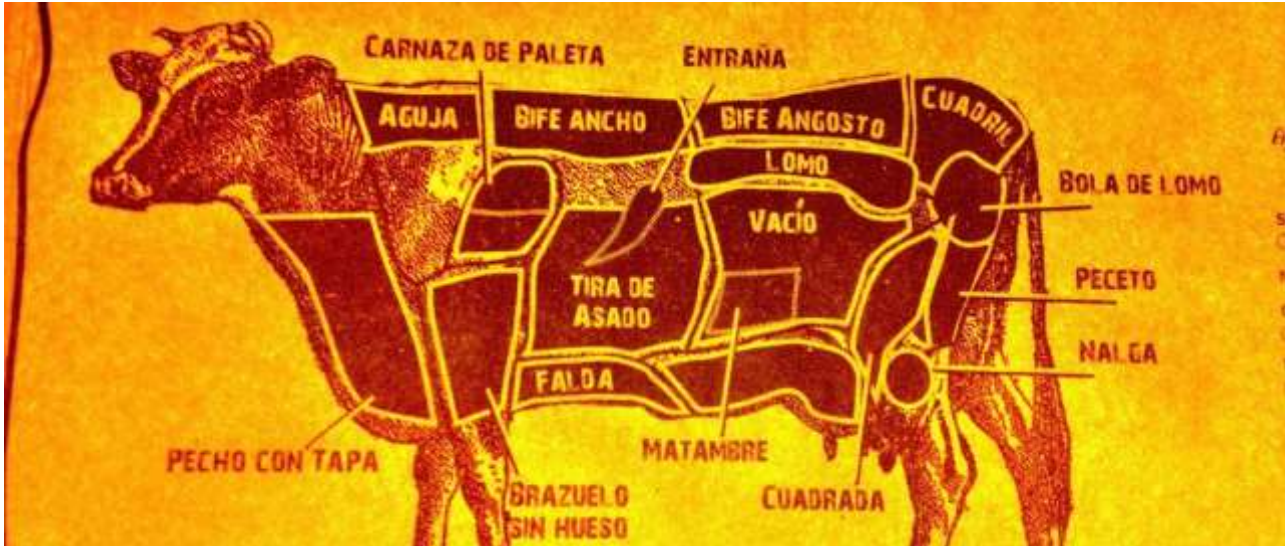 CARNAZA DE PALETA
ENTRAÑA
AGUJA
BIFE ANCHO
BIFE ANGOSTO
CUADRIL
LOMO
BOLA DE LOMO
VACÍO
TIRA DE
ASADO
PECETO
NALGA
FALDA
MATAMBRE
PECHO CON TAPA
BRAZUELO
SIN HUESO
CUADRADA